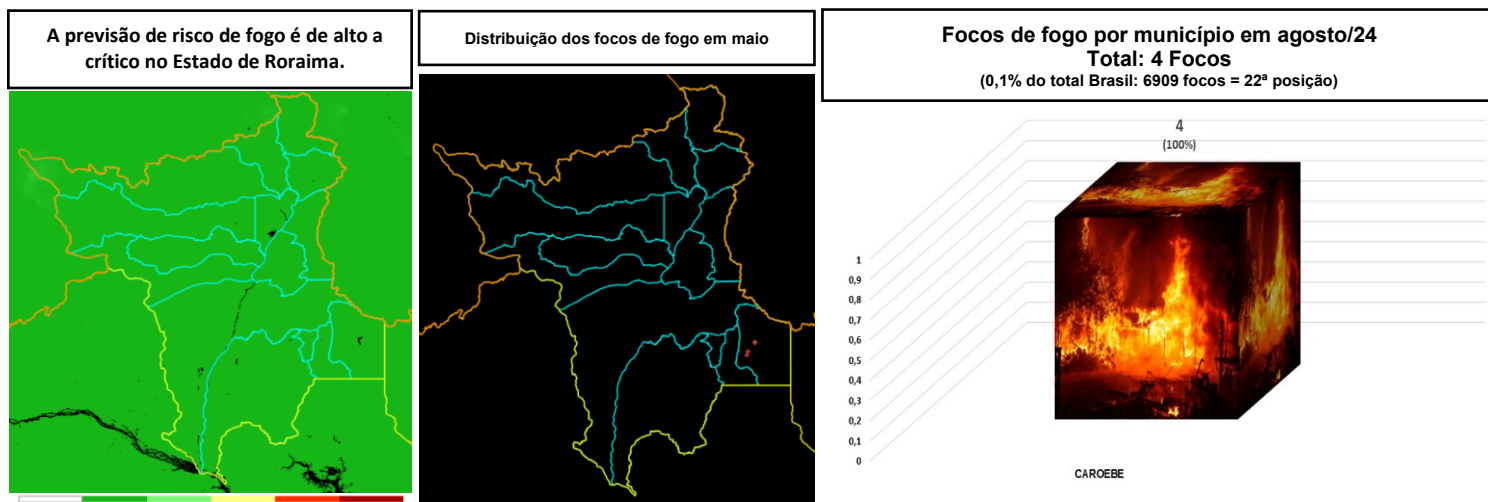 A previsão de risco de fogo é de alto a
crítico no Estado de Roraima.
Distribuição dos focos de fogo em maio
Focos de fogo por município em agosto/24
Total: 4 Focos
(0,1% do total Brasil: 6909 focos = 22ª posição)
4
(100%)
1
0,9
0,8
0,7
0,6
0,5
0,4
0,3
0,2
0,1
0
CAROEBE